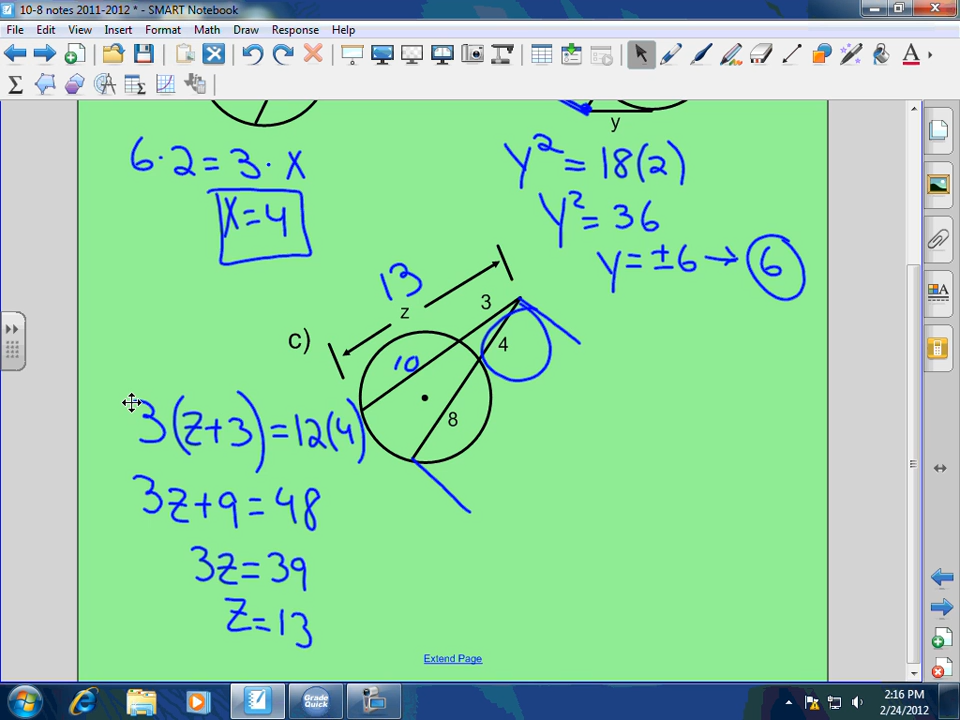 10-8 notes 2011-2012 * - SMART Notebook
File Edit View Insert Format Math Draw Response Help
y
6·2=3·x
x=4
y²=18(2)
y²=36
y=±6→6
13
z
3
c)
4
10
8
3(z+3)=12(4)
3z+9=48
3z=39
z=13
Extend Page
Grade Quick
2:16 PM
2/24/2012